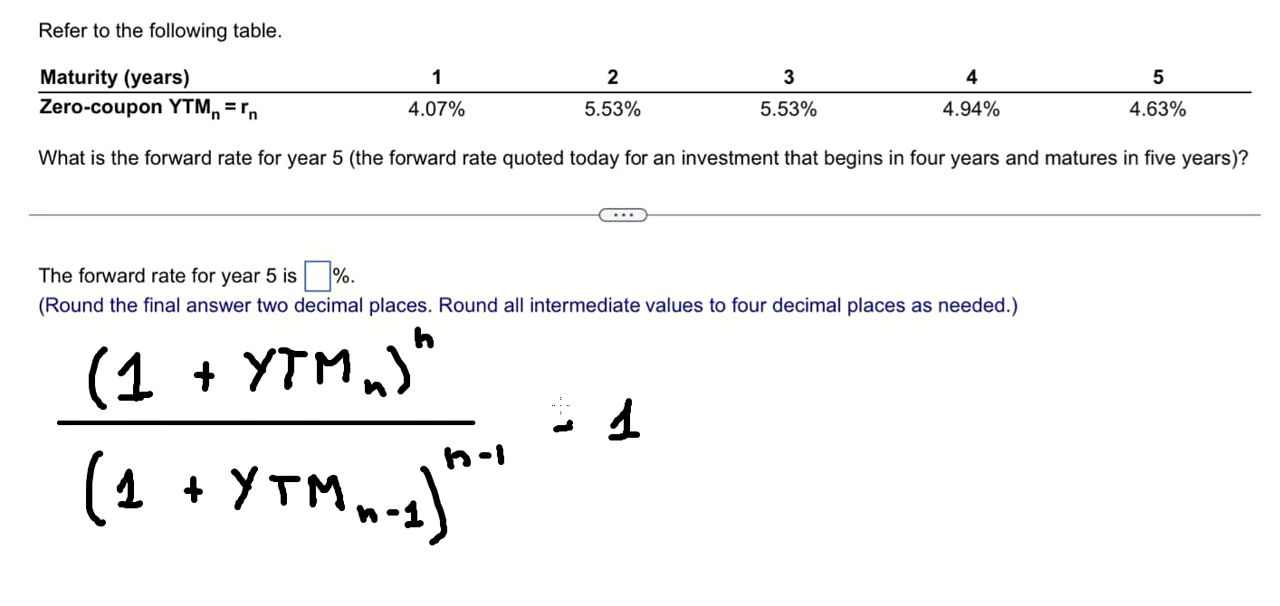 Refer to the following table.
Maturity (years) 1 2 3 4 5
Zero-coupon YTMn = rn 4.07% 5.53% 5.53% 4.94% 4.63%
What is the forward rate for year 5 (the forward rate quoted today for an investment that begins in four years and matures in five years)?
The forward rate for year 5 is %.
(Round the final answer two decimal places. Round all intermediate values to four decimal places as needed.)
(1 + YTMn)^n
- 1
(1 + YTMn-1)^n-1